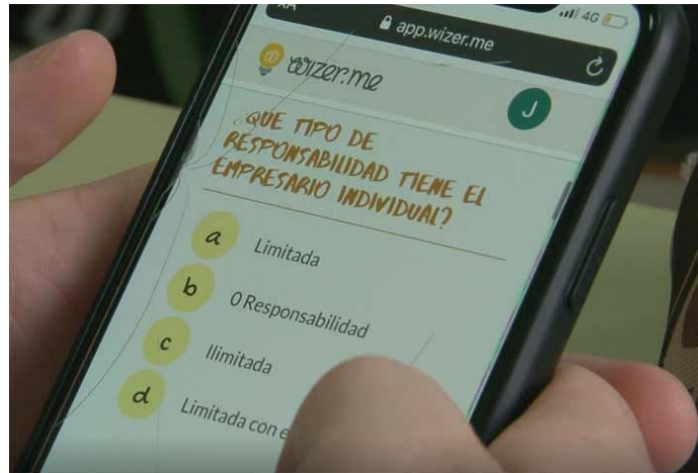 AA
app.wizer.me
4G
wizer.me
J
QUE TIPO DE
RESPONSABILIDAD TIENE EL
EMPRESARIO INDIVIDUAL?
a Limitada
b 0 Responsabilidad
c Ilimitada
d Limitada con e